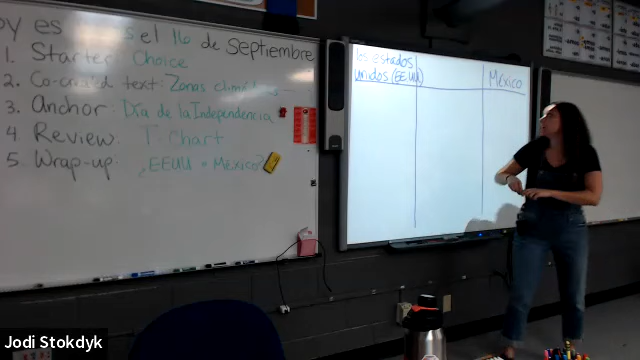 oy es el 16 de septiembre
1. Starter Choice
2. Co-created text: Zonas
3. Anchor: Día de la Independencia
4 Review: T chart
5 Wrap-up: ¿EEUU o México?
los estados
unidos (EEUU)
México
Jodi Stokdyk